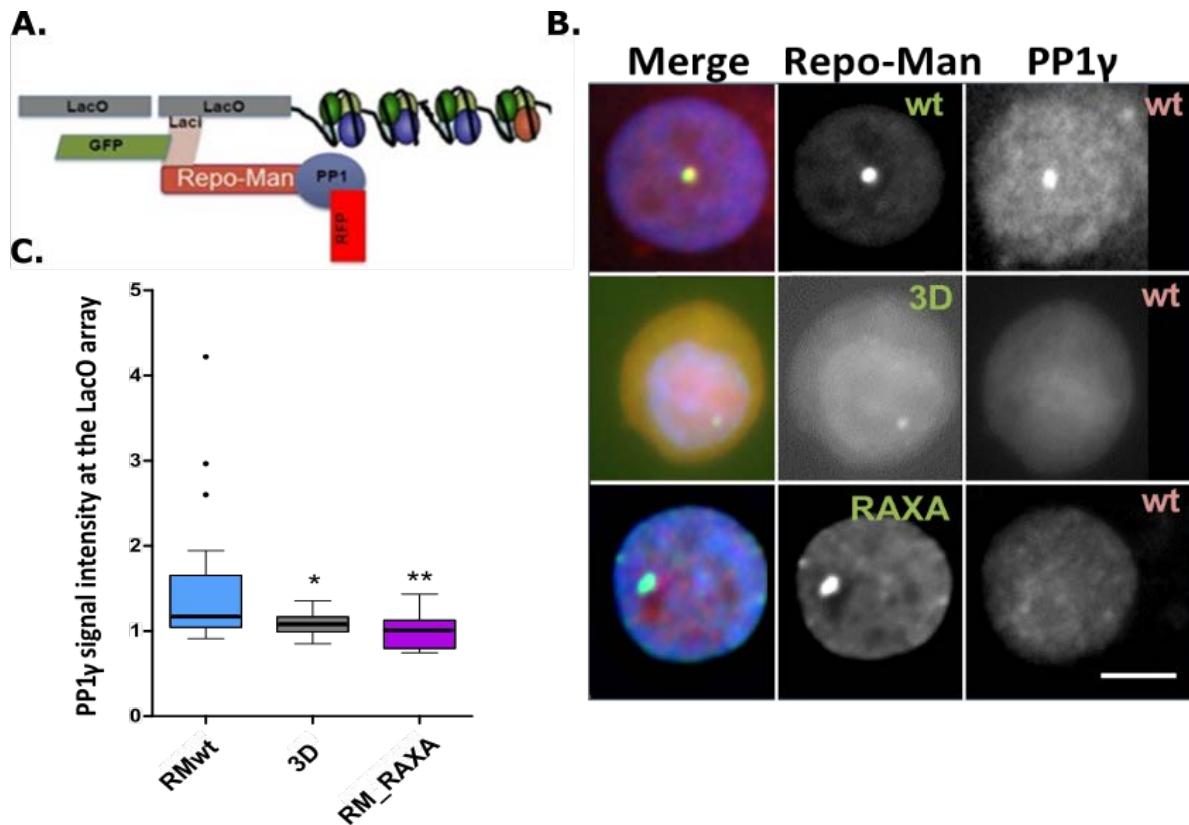 A.
LacO LacO
Laci
GFP
Repo-Man PP1
RFP
B.
Merge Repo-Man PP1γ
wt wt
3D wt
RAXA wt
C.
PP1γ signal intensity at the LacO array
5
4
3
2
1
0
* **
RMwt 3D RM_RAXA